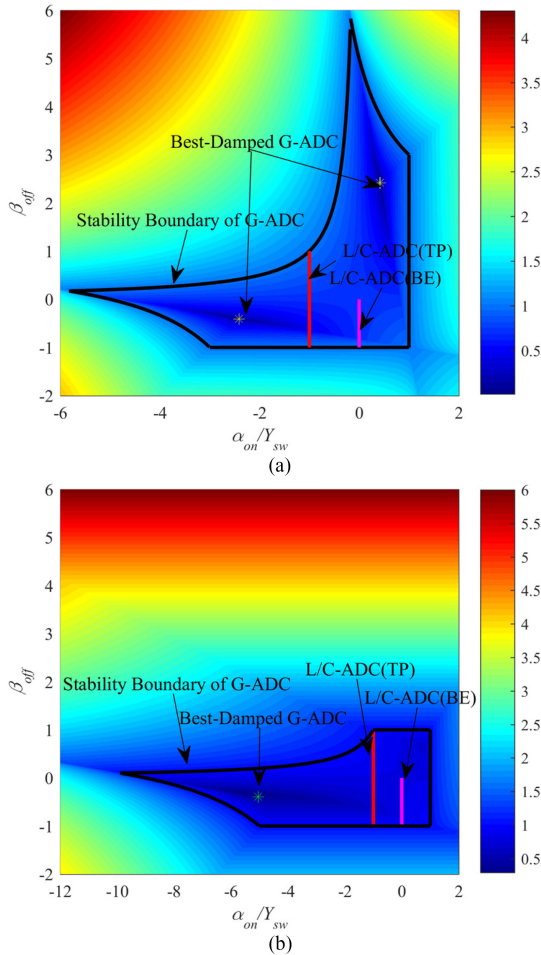 6
5
4
3
2
1
0
-1
-2
β_off
Best-Damped G-ADC
Stability Boundary of G-ADC
L/C-ADC(TP)
L/C-ADC(BE)
-6 -4 -2 0 2
α_on/Y_sw
4
3.5
3
2.5
2
1.5
1
0.5
(a)
6
5
4
3
2
1
0
-1
-2
β_off
L/C-ADC(TP)
Stability Boundary of G-ADC
L/C-ADC(BE)
Best-Damped G-ADC
-12 -10 -8 -6 -4 -2 0 2
α_on/Y_sw
6
5.5
5
4.5
4
3.5
3
2.5
2
1.5
1
0.5
(b)